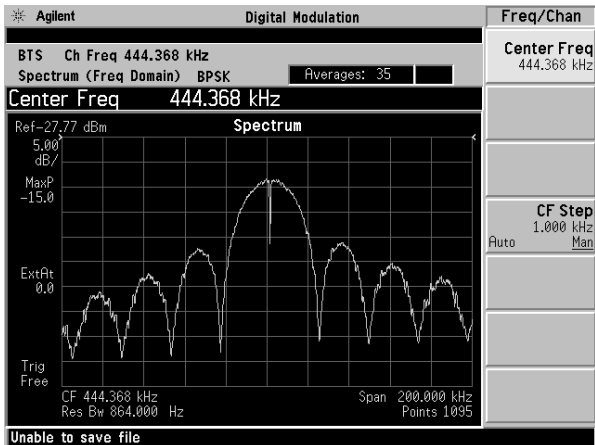 Agilent Digital Modulation Freq/Chan
BTS Ch Freq 444.368 kHz
Spectrum (Freq Domain) BPSK Averages: 35
Center Freq 444.368 kHz
Center Freq
444.368 kHz
Ref-27.77 dBm Spectrum
5.00
dB/
MaxP
-15.0
ExtAt
0.0
Trig
Free
CF 444.368 kHz Span 200.000 kHz
Res Bw 864.000 Hz Points 1095
CF Step
1.000 kHz
Auto Man
Unable to save file